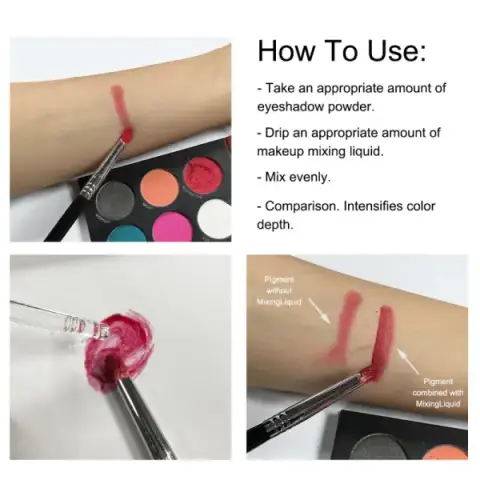 How To Use:
- Take an appropriate amount of
eyeshadow powder.
- Drip an appropriate amount of
makeup mixing liquid.
- Mix evenly.
- Comparison. Intensifies color
depth.
Pigment
without
MixingLiquid
Pigment
combined with
MixingLiquid